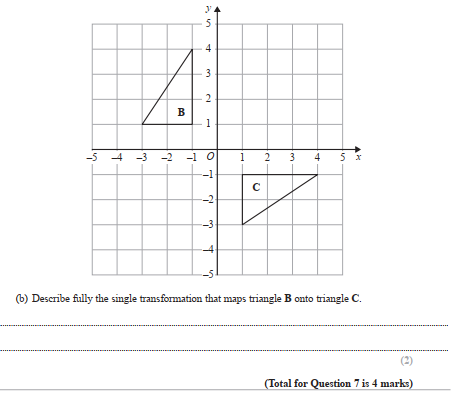 y
5
4
3
2
B
1
-5 -4 -3 -2 -1 O 1 2 3 4 5 x
-1
C
-2
-3
-4
-5
(b) Describe fully the single transformation that maps triangle B onto triangle C.
(2)
(Total for Question 7 is 4 marks)